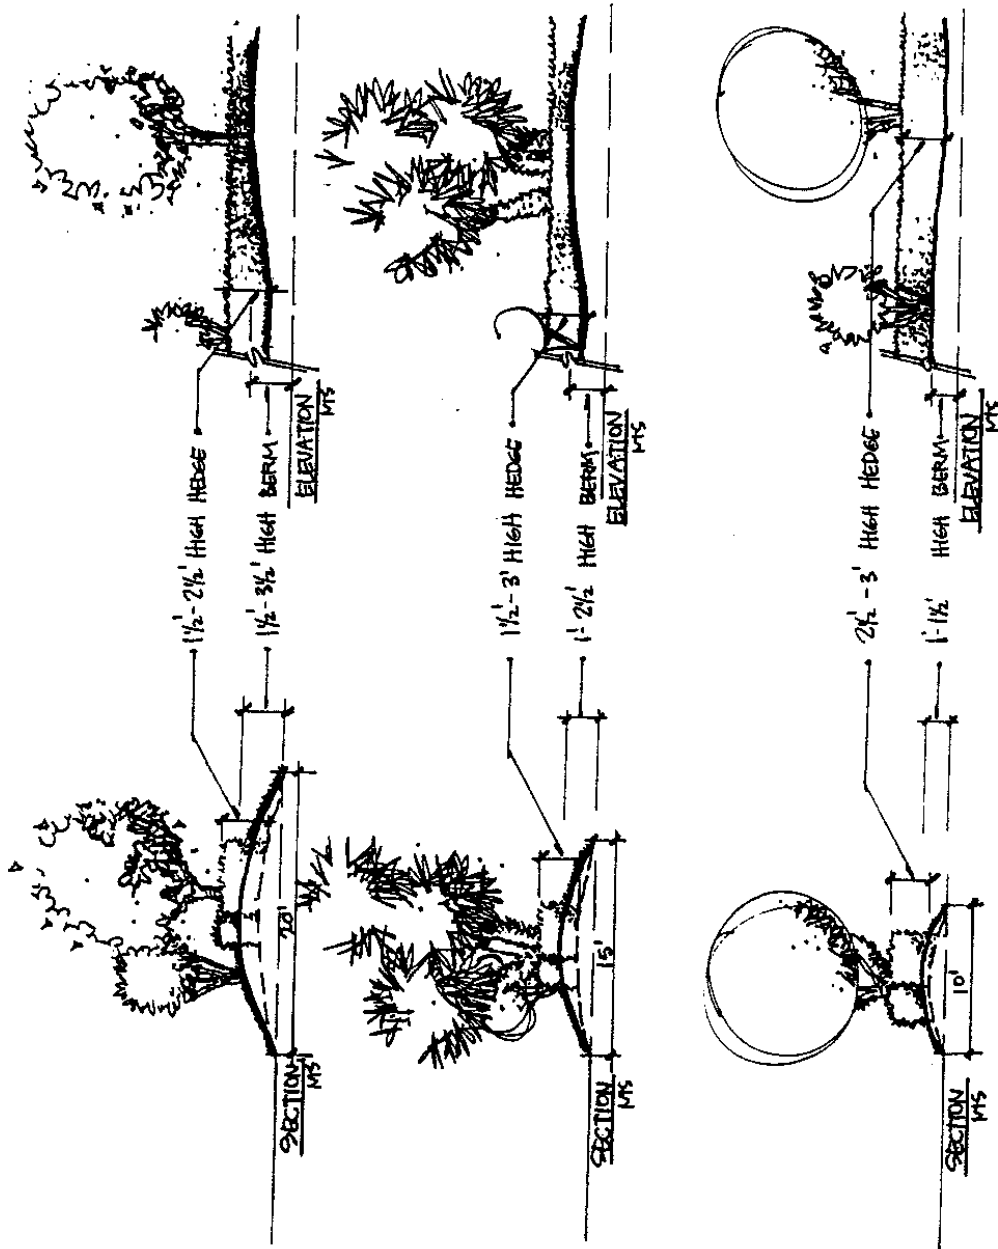 1½' - 2½' HIGH HEDGE
1½' - 3½' HIGH BERM
20'
SECTION
NTS
ELEVATION
NTS
1½' - 3' HIGH HEDGE
1' - 2½' HIGH BERM
15'
SECTION
NTS
ELEVATION
NTS
2½' - 3' HIGH HEDGE
1' - 1½' HIGH BERM
10'
SECTION
NTS
ELEVATION
NTS